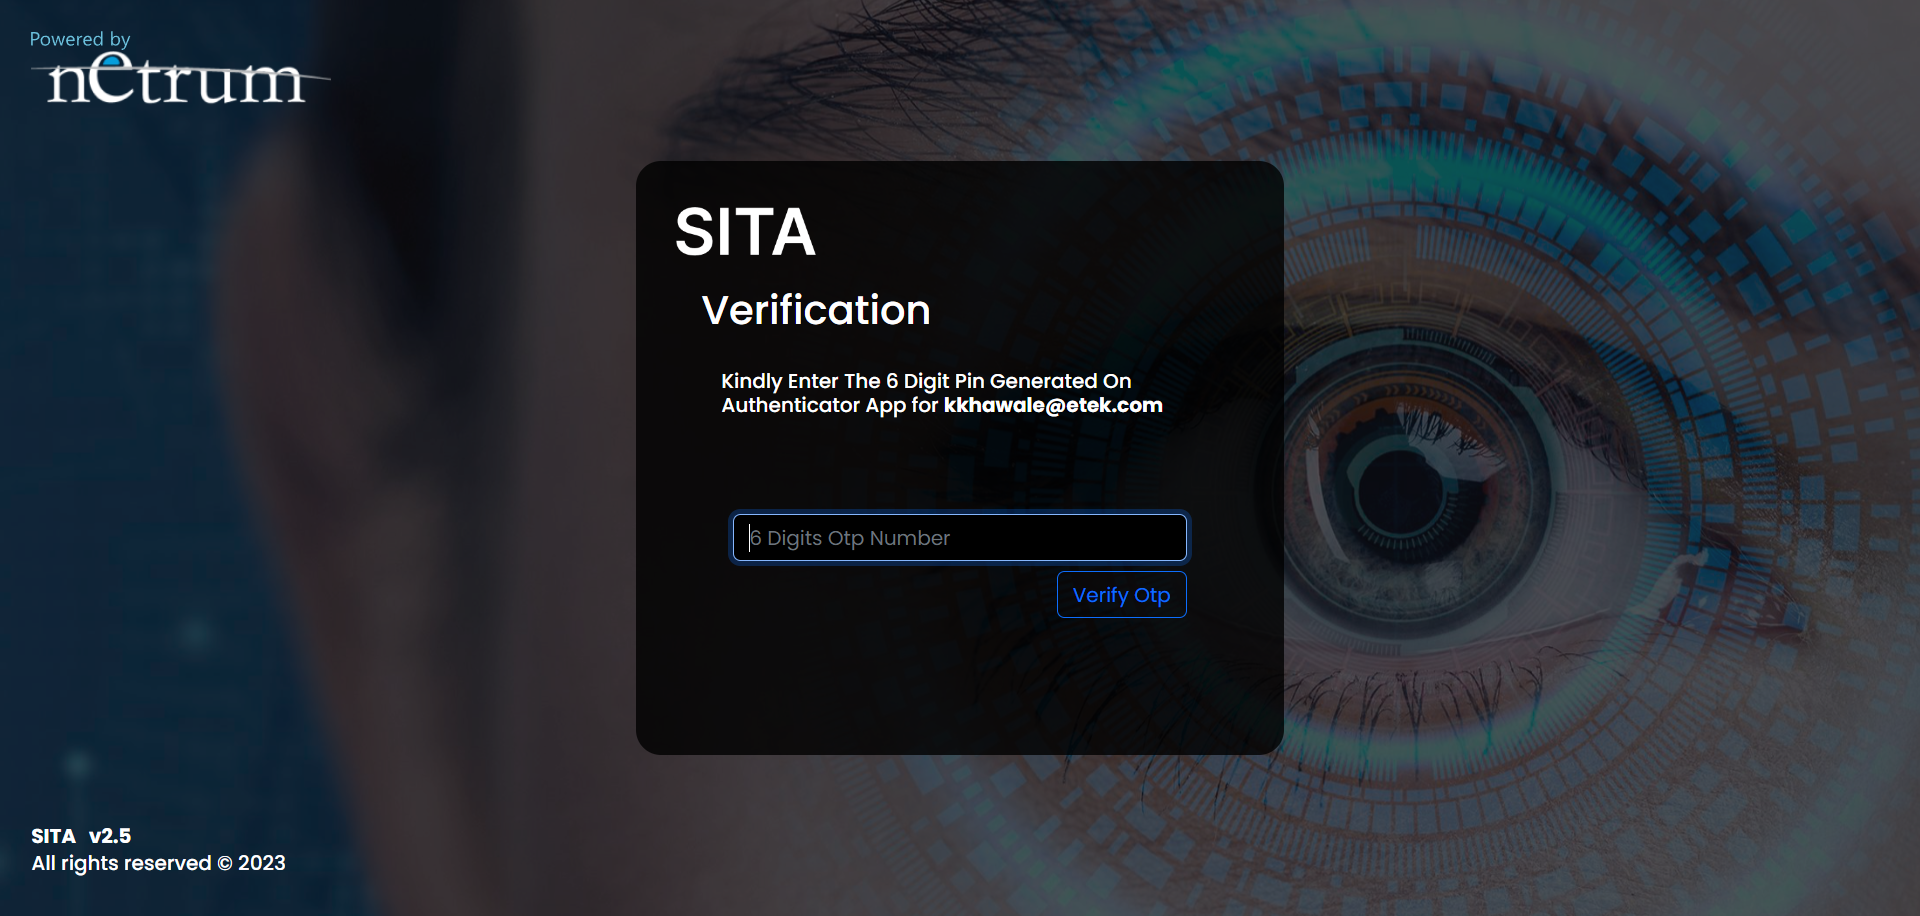 Powered by
netrum
SITA
Verification
Kindly Enter The 6 Digit Pin Generated On
Authenticator App for kkhawale@etek.com
6 Digits Otp Number
Verify Otp
SITA v2.5
All rights reserved © 2023